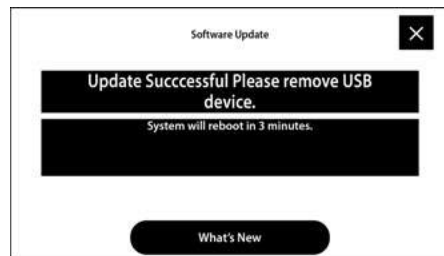 Software Update
Update Succcessful Please remove USB
device.
System will reboot in 3 minutes.
What's New